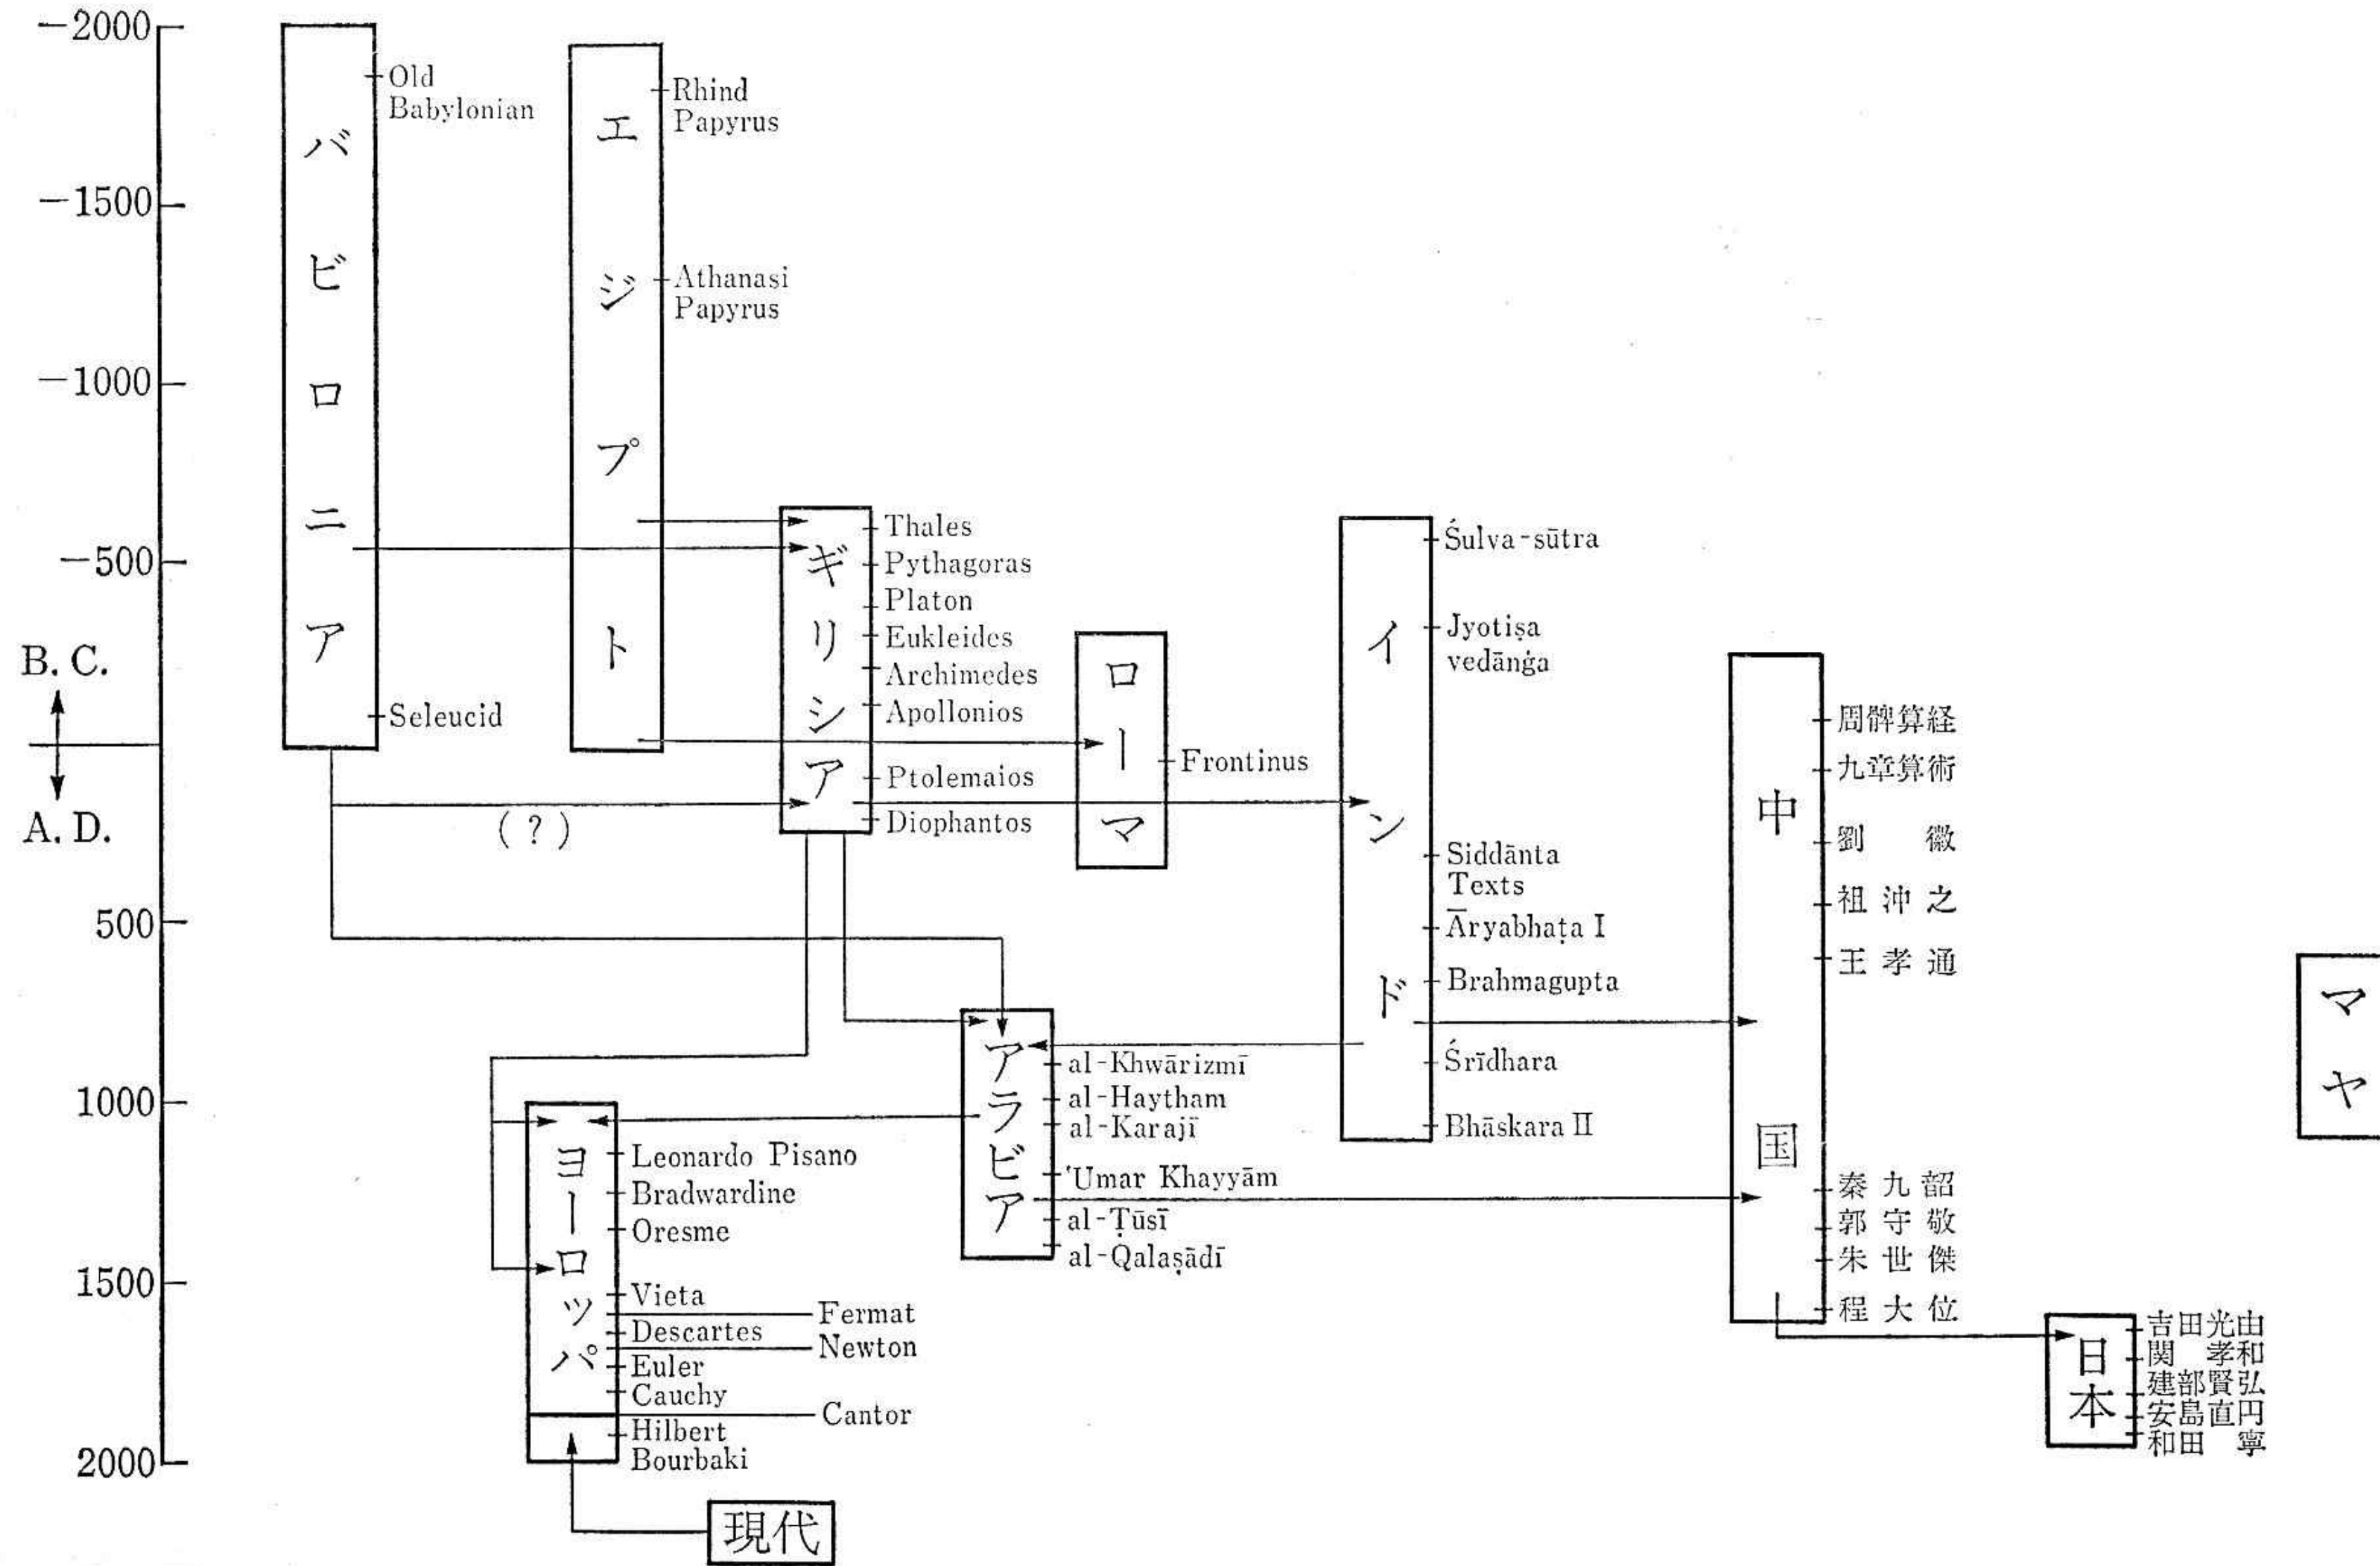 -2000
-1500
-1000
-500
B.C.
A.D.
500
1000
1500
2000
バビロニア
Old
Babylonian
Seleucid
エジプト
Rhind
Papyrus
Athanasi
Papyrus
(?)
ギリシア
Thales
Pythagoras
Platon
Eukleides
Archimedes
Apollonios
Ptolemaios
Diophantos
ローマ
Frontinus
インド
Śulva-sūtra
Jyotiṣa
vedānġa
Siddānta
Texts
Āryabhaṭa I
Brahmagupta
Śrīdhara
Bhāskara II
中国
周髀算経
九章算術
劉徽
祖沖之
王孝通
秦九韶
郭守敬
朱世傑
程大位
マヤ
アラビア
al-Khwārizmī
al-Haytham
al-Karajī
'Umar Khayyām
al-Ṭūsī
al-Qalaṣādī
ヨーロッパ
Leonardo Pisano
Bradwardine
Oresme
Vieta
Fermat
Descartes
Newton
Euler
Cauchy
Cantor
Hilbert
Bourbaki
現代
日本
吉田光由
関孝和
建部賢弘
安島直円
和田寧